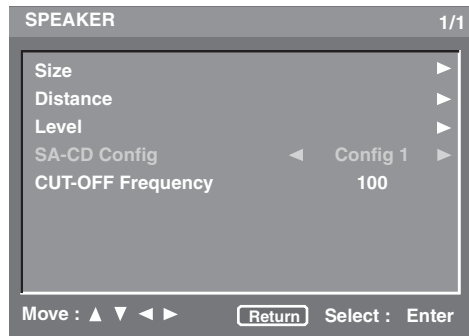 SPEAKER 1/1
Size ▶
Distance ▶
Level ▶
SA-CD Config ◀ Config 1 ▶
CUT-OFF Frequency 100
Move : ▲ ▼ ◀ ▶ Return Select : Enter